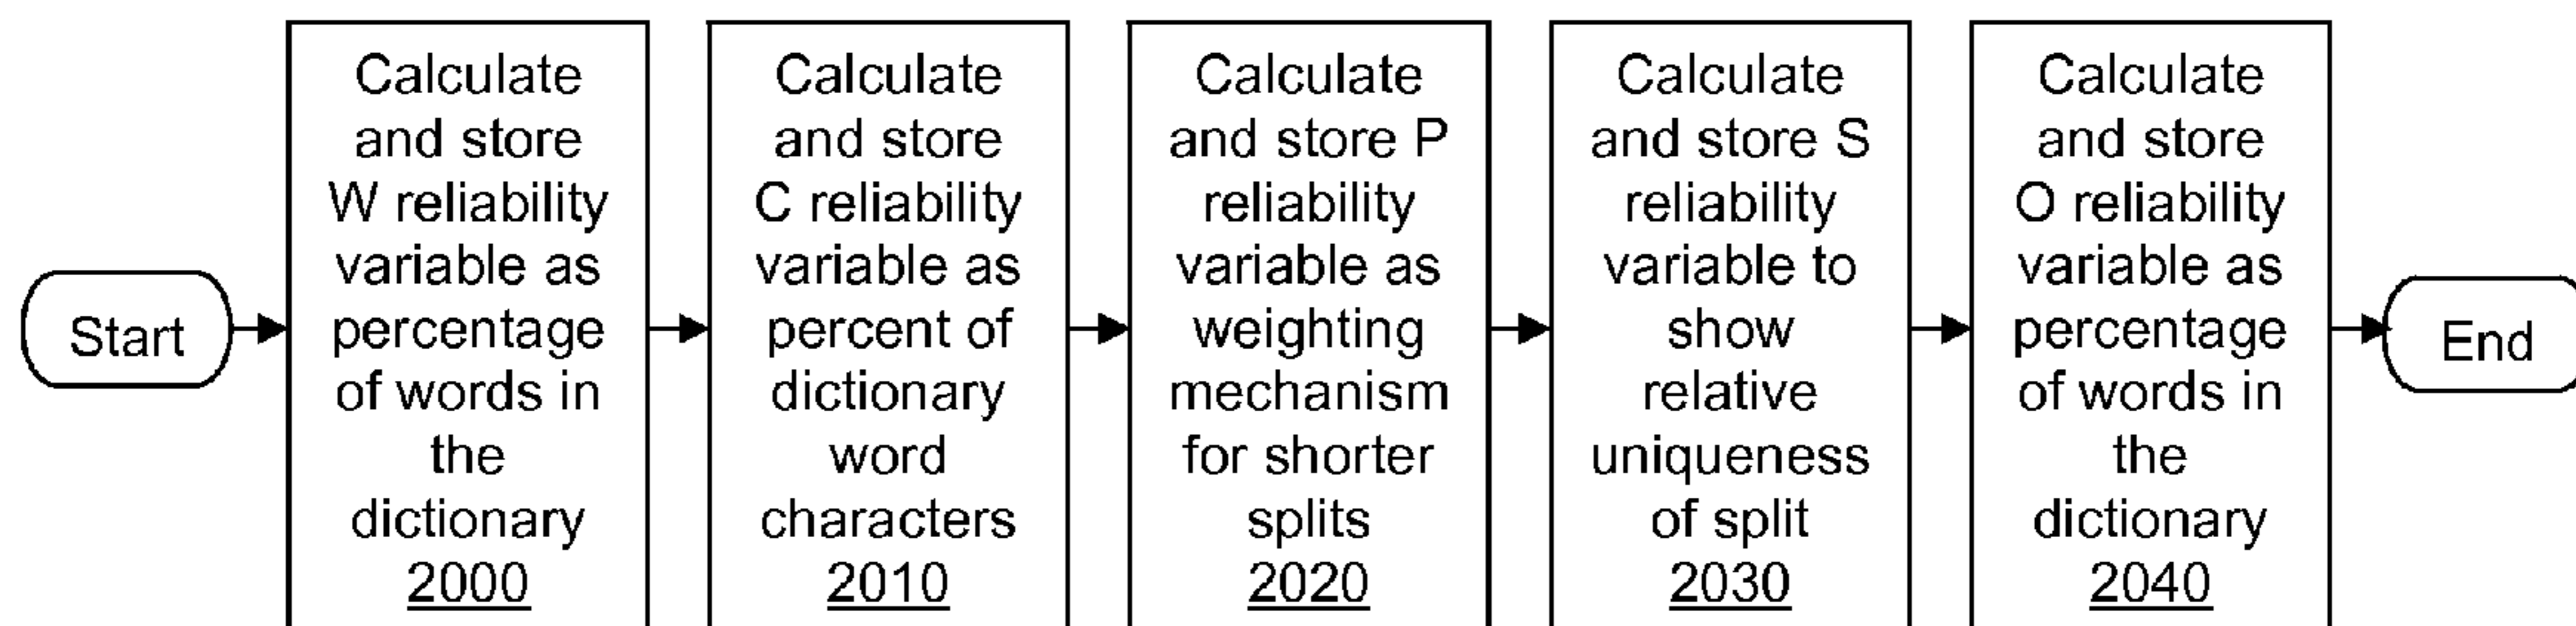 Start
Calculate
and store
W reliability
variable as
percentage
of words in
the
dictionary
2000
Calculate
and store
C reliability
variable as
percent of
dictionary
word
characters
2010
Calculate
and store P
reliability
variable as
weighting
mechanism
for shorter
splits
2020
Calculate
and store S
reliability
variable to
show
relative
uniqueness
of split
2030
Calculate
and store
O reliability
variable as
percentage
of words in
the
dictionary
2040
End